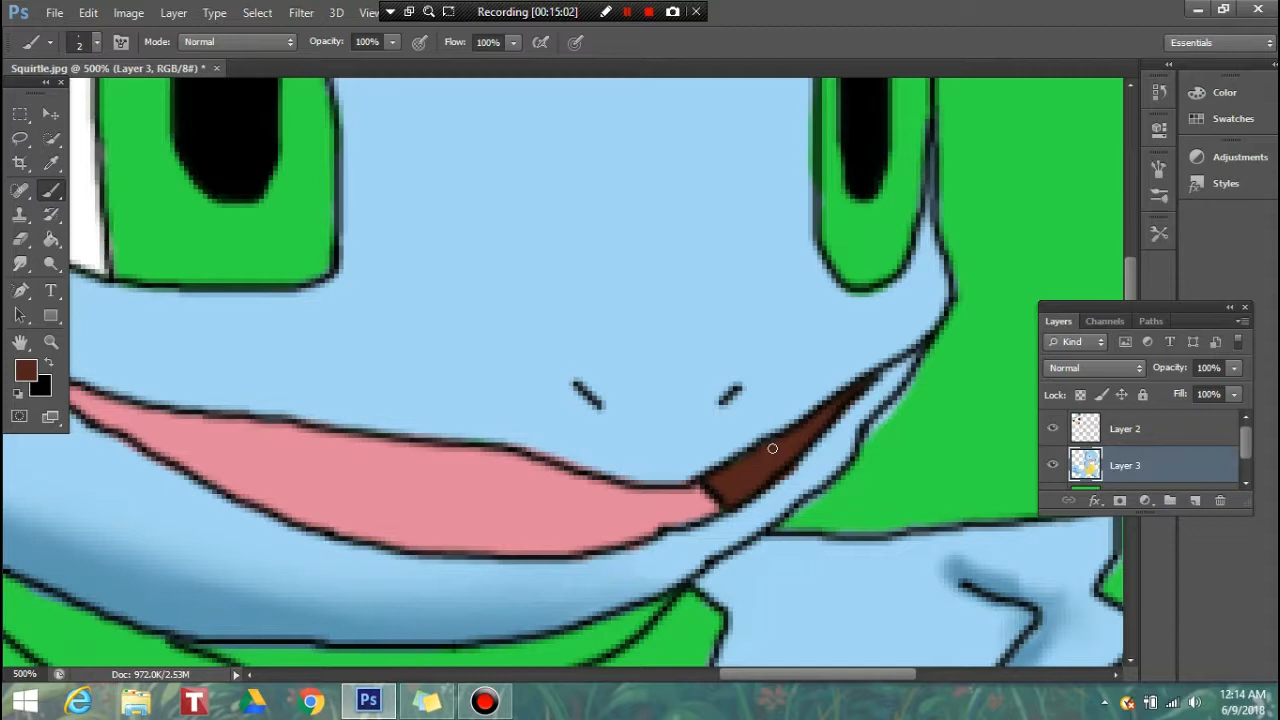 Ps File Edit Image Layer Type Select Filter 3D Recording [00:15:02]
2 Mode: Normal Opacity: 100% Flow: 100% Essentials
Squirtle.jpg @ 500% (Layer 3, RGB/8#) *
Color
Swatches
Adjustments
Styles
Layers Channels Paths
Kind
Normal Opacity: 100%
Lock: Fill: 100%
Layer 2
Layer 3
500% Doc: 972.0K/2.53M
T Ps
12:14 AM
6/9/2018